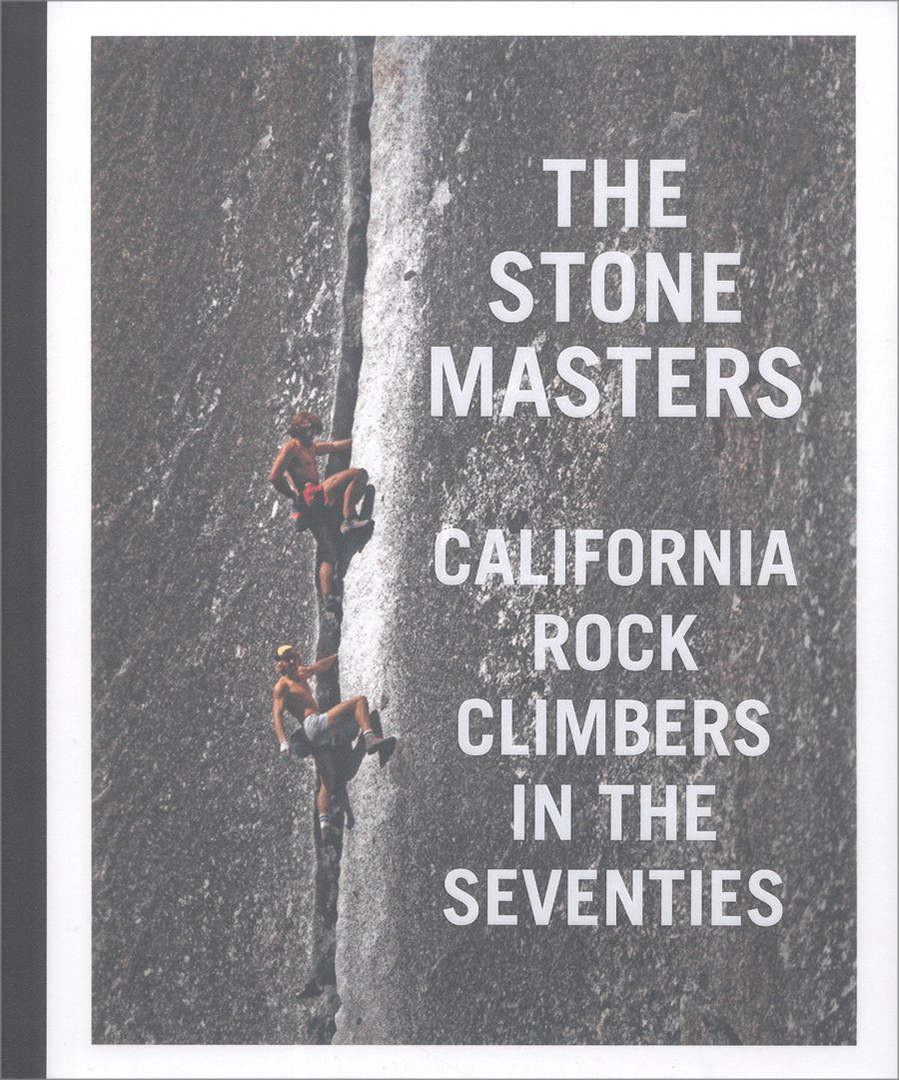 THE
STONE
MASTERS
CALIFORNIA
ROCK
CLIMBERS
IN THE
SEVENTIES